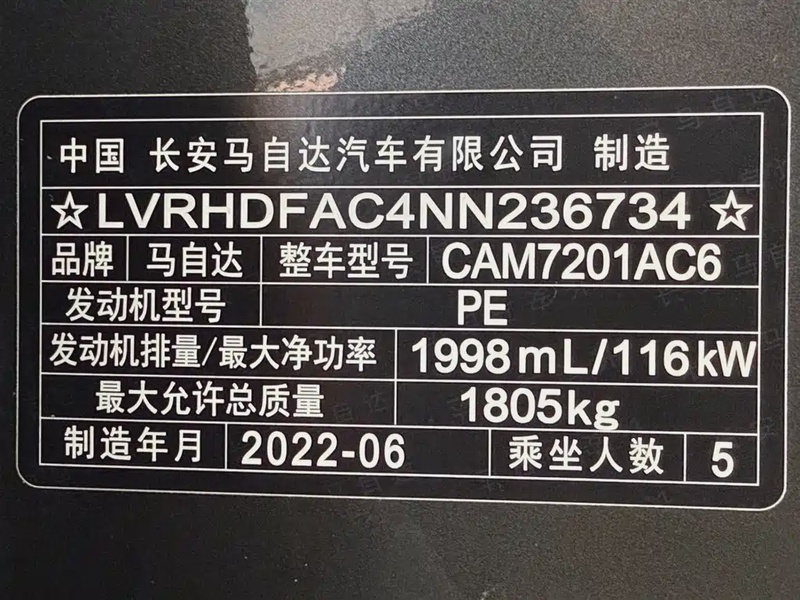 中国 长安马自达汽车有限公司 制造
☆LVRHDFAC4NN236734☆
品牌 马自达 整车型号 CAM7201AC6
发动机型号 PE
发动机排量/最大净功率 1998mL/116kW
最大允许总质量 1805kg
制造年月 2022-06 乘坐人数 5